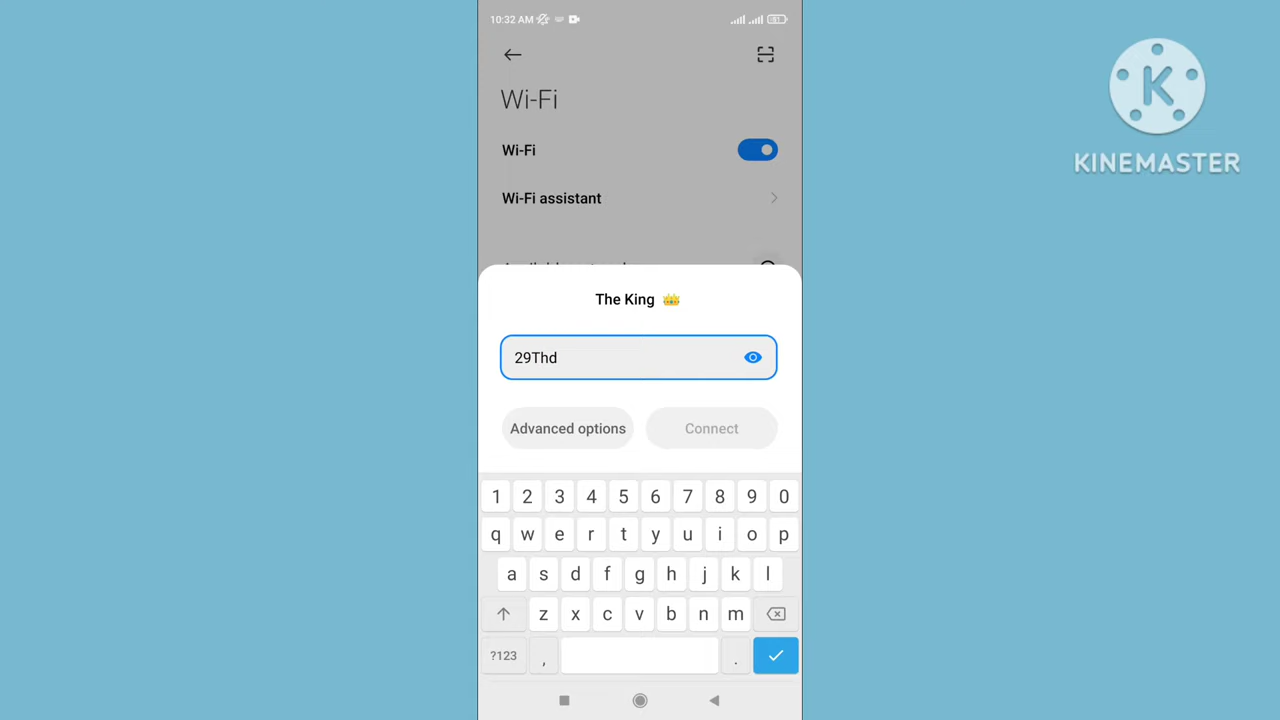 10:32 AM 91
Wi-Fi
Wi-Fi
Wi-Fi assistant
The King 👑
29Thd
Advanced options Connect
1 2 3 4 5 6 7 8 9 0
q w e r t y u i o p
a s d f g h j k l
z x c v b n m
?123 , .
K
KINEMASTER